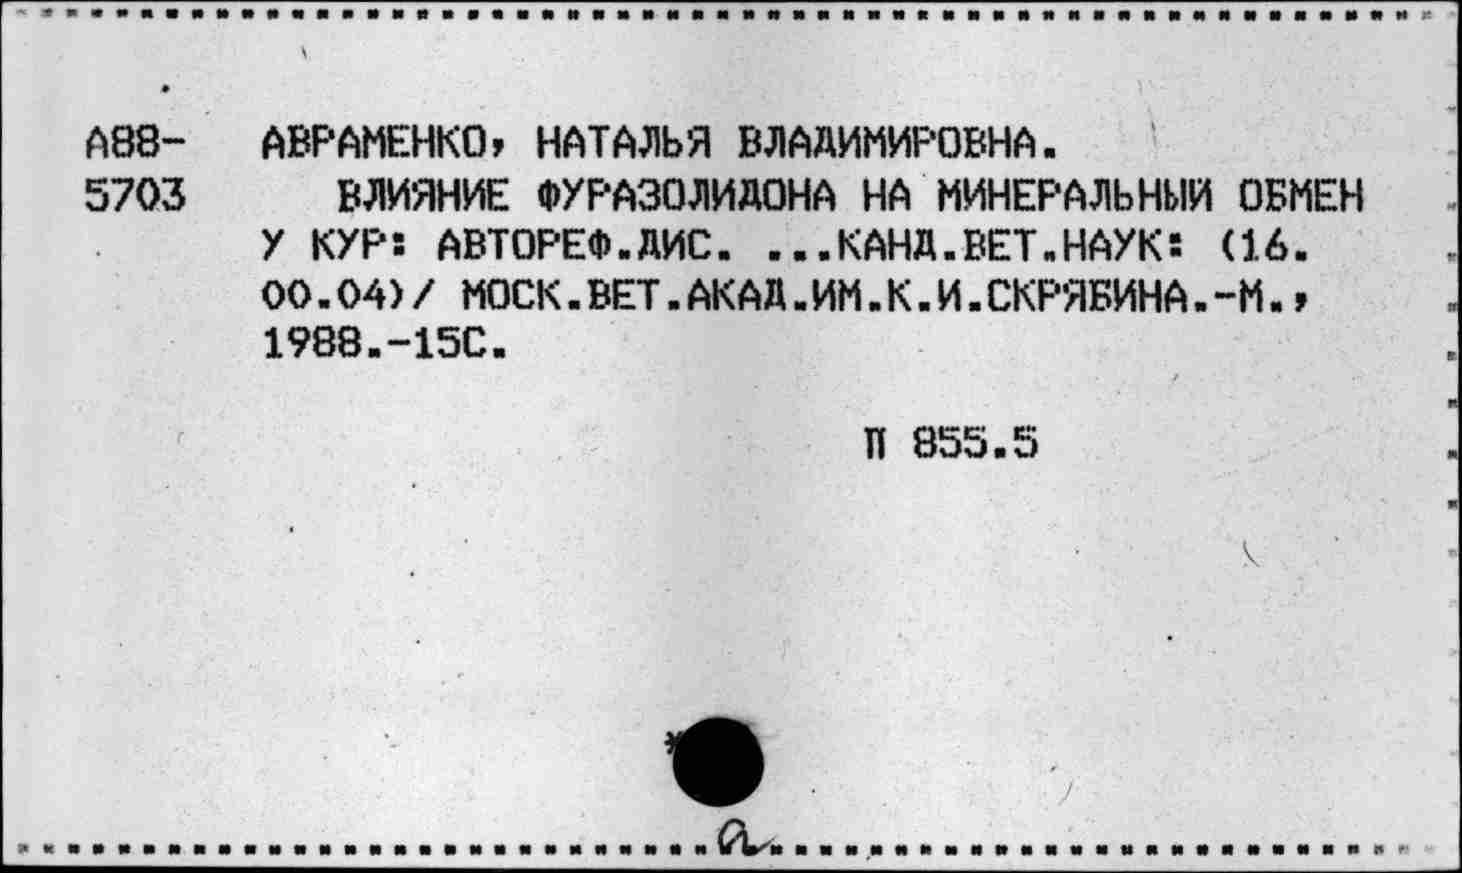 А88- АВРАМЕНКО, НАТАЛЬЯ ВЛАДИМИРОВНА.
5703 ВЛИЯНИЕ ФУРАЗОЛИДОНА НА МИНЕРАЛЬНЫЙ ОБМЕН
У КУР: АВТОРЕФ.ДИС. ...КАНД.ВЕТ.НАУК: (16.
00.04)/ МОСК.ВЕТ.АКАД.ИМ.К.И.СКРЯБИНА.-М.,
1988.-15С.
П 855.5
*